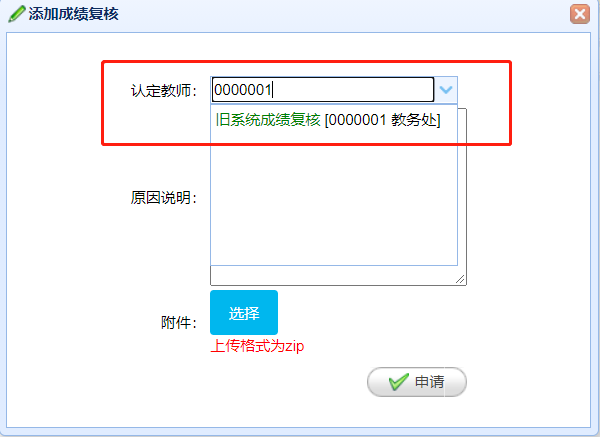 添加成绩复核
认定教师： 0000001
旧系统成绩复核 [0000001 教务处]
原因说明：
附件： 选择
上传格式为zip
申请